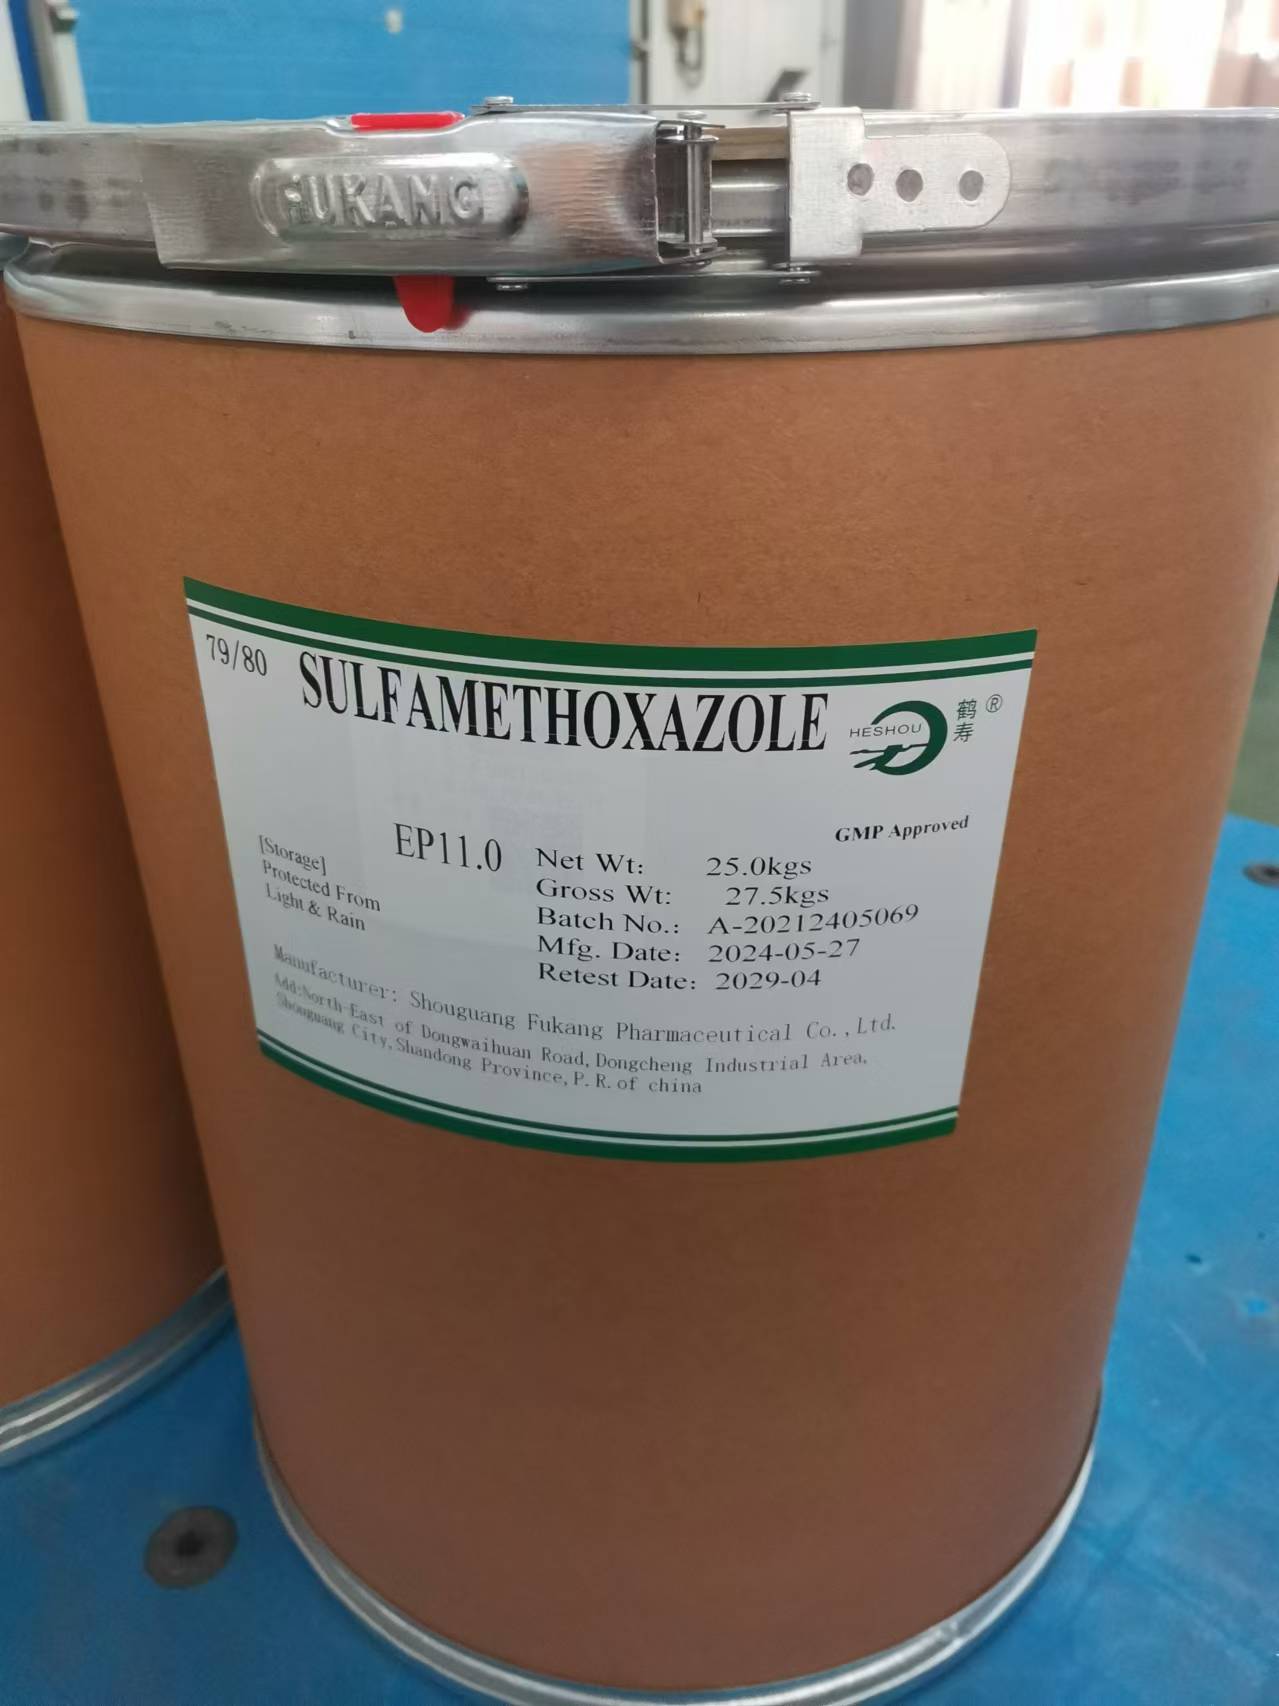 FUKANG
79/80
SULFAMETHOXAZOLE
HESHOU
鹤寿®
GMP Approved
EP11.0
[Storage]
Protected From
Light & Rain
Net Wt: 25.0kgs
Gross Wt: 27.5kgs
Batch No.: A-20212405069
Mfg. Date: 2024-05-27
Retest Date: 2029-04
Manufacturer: Shouguang Fukang Pharmaceutical Co.,Ltd.
Add:North-East of Dongwaihuan Road,Dongcheng Industrial Area,
Shouguang City,Shandong Province,P.R.of china